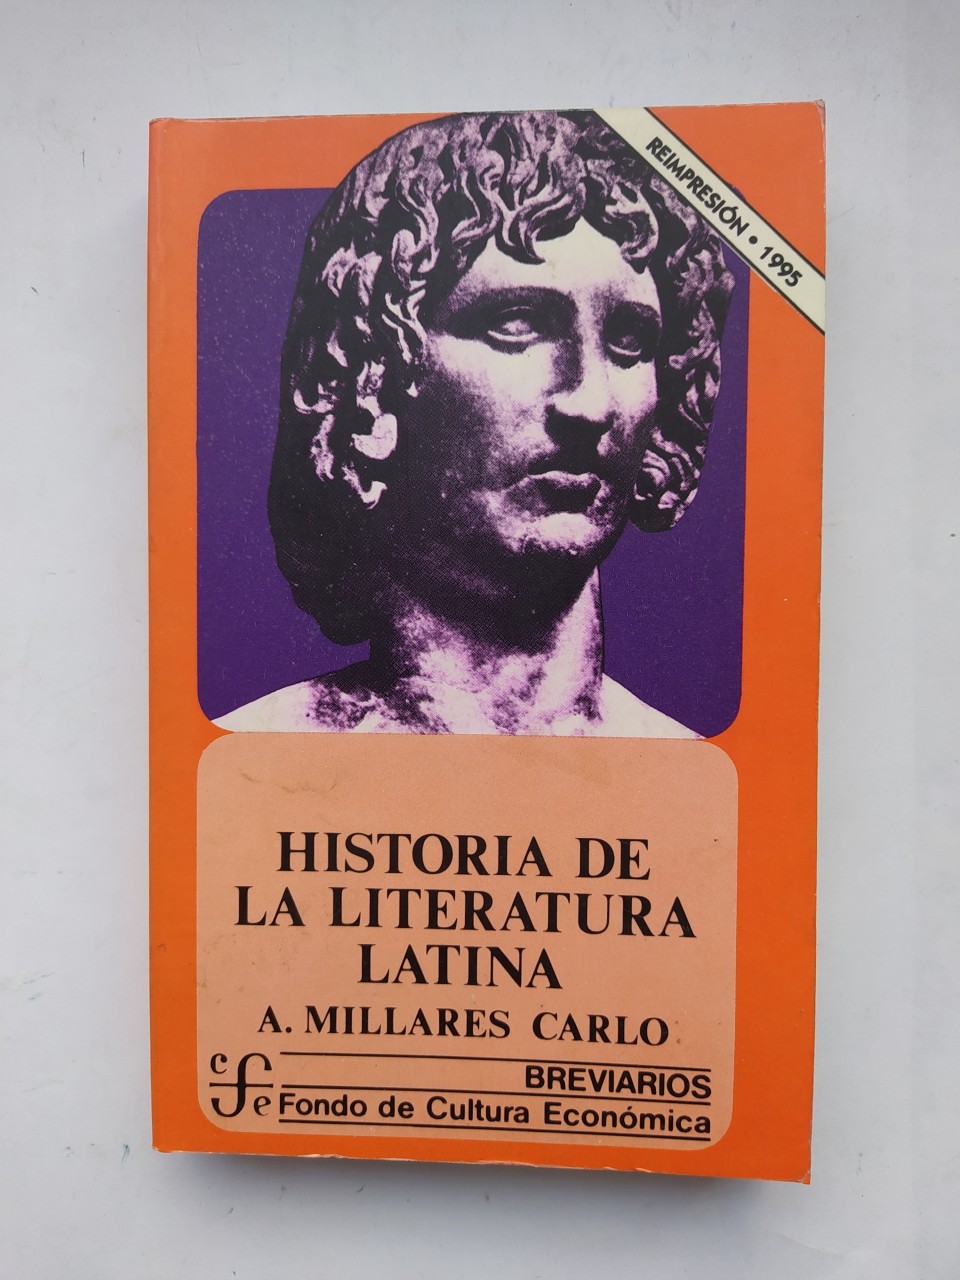 REIMPRESIÓN • 1995
HISTORIA DE
LA LITERATURA
LATINA
A. MILLARES CARLO
cfe
BREVIARIOS
Fondo de Cultura Económica